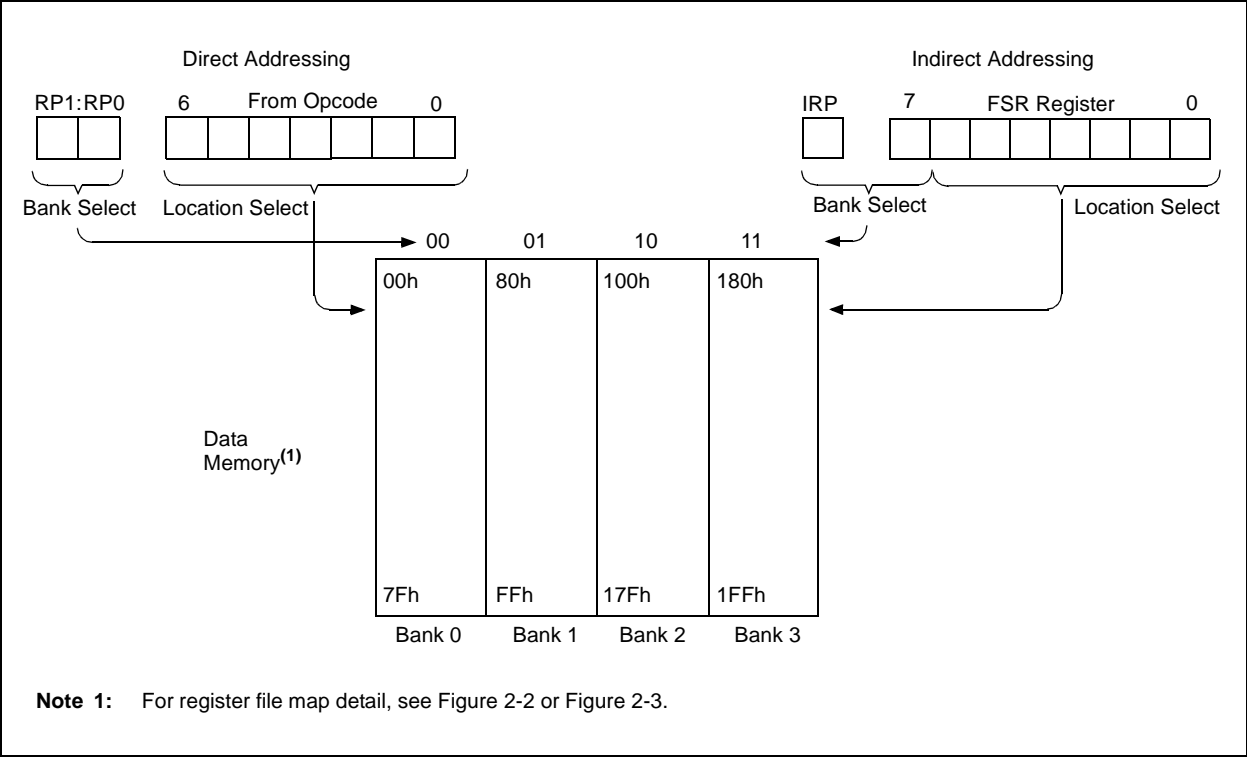 Direct Addressing
Indirect Addressing
RP1:RP0
6 From Opcode 0
IRP
7 FSR Register 0
Bank Select
Location Select
Bank Select
Location Select
00 01 10 11
00h 80h 100h 180h
Data
Memory(1)
7Fh FFh 17Fh 1FFh
Bank 0 Bank 1 Bank 2 Bank 3
Note 1: For register file map detail, see Figure 2-2 or Figure 2-3.